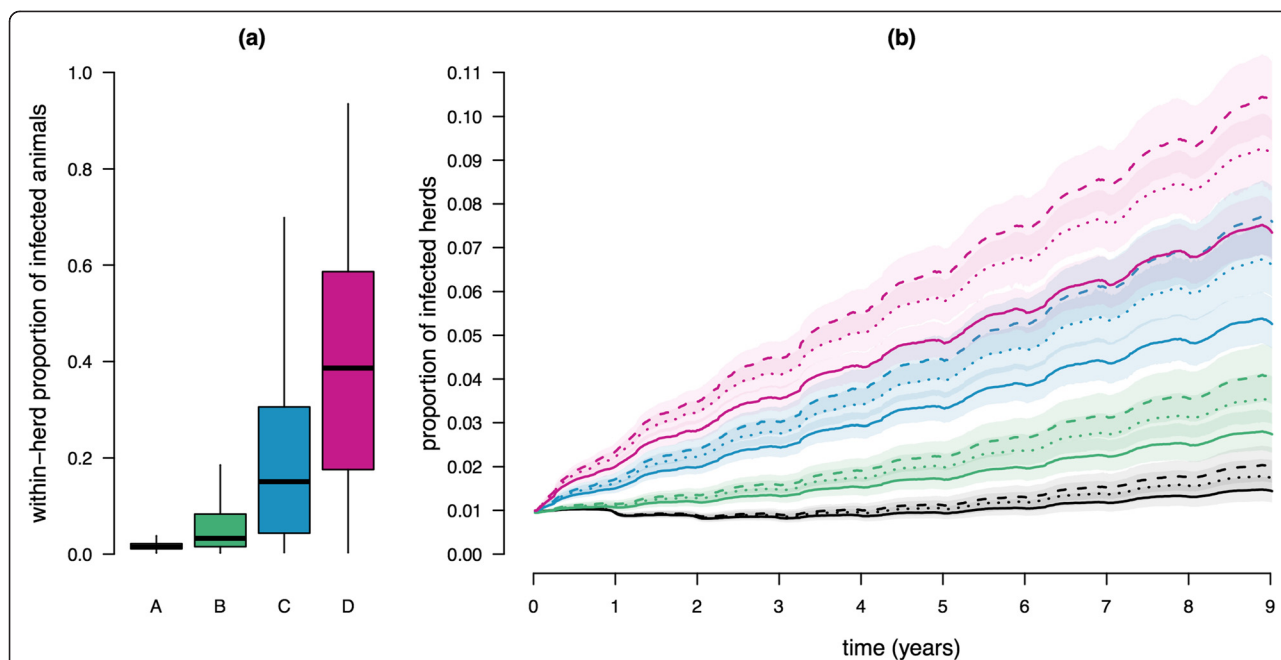 (a)
within-herd proportion of infected animals
1.0
0.8
0.6
0.4
0.2
0.0
A B C D
(b)
proportion of infected herds
0.11
0.10
0.09
0.08
0.07
0.06
0.05
0.04
0.03
0.02
0.01
0.00
0 1 2 3 4 5 6 7 8 9
time (years)